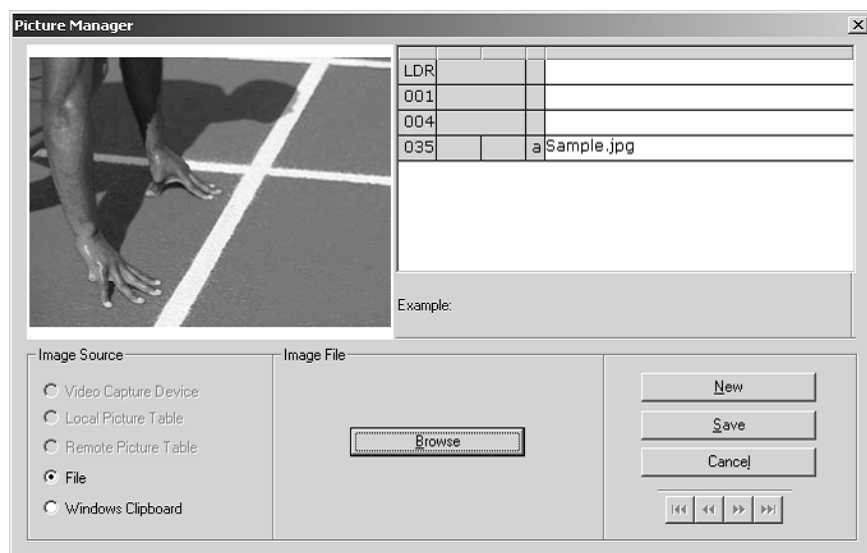 Picture Manager
LDR
001
004
035 a Sample.jpg
Example:
Image Source
Video Capture Device
Local Picture Table
Remote Picture Table
File
Windows Clipboard
Image File
Browse
New
Save
Cancel